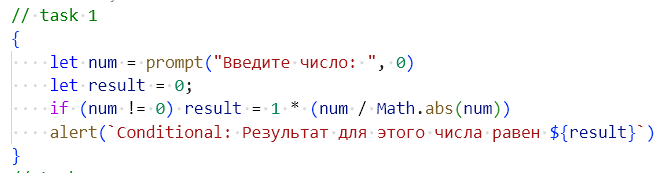 // task 1
{
    let num = prompt("Введите число: ", 0)
    let result = 0;
    if (num != 0) result = 1 * (num / Math.abs(num))
    alert(`Conditional: Результат для этого числа равен ${result}`)
}